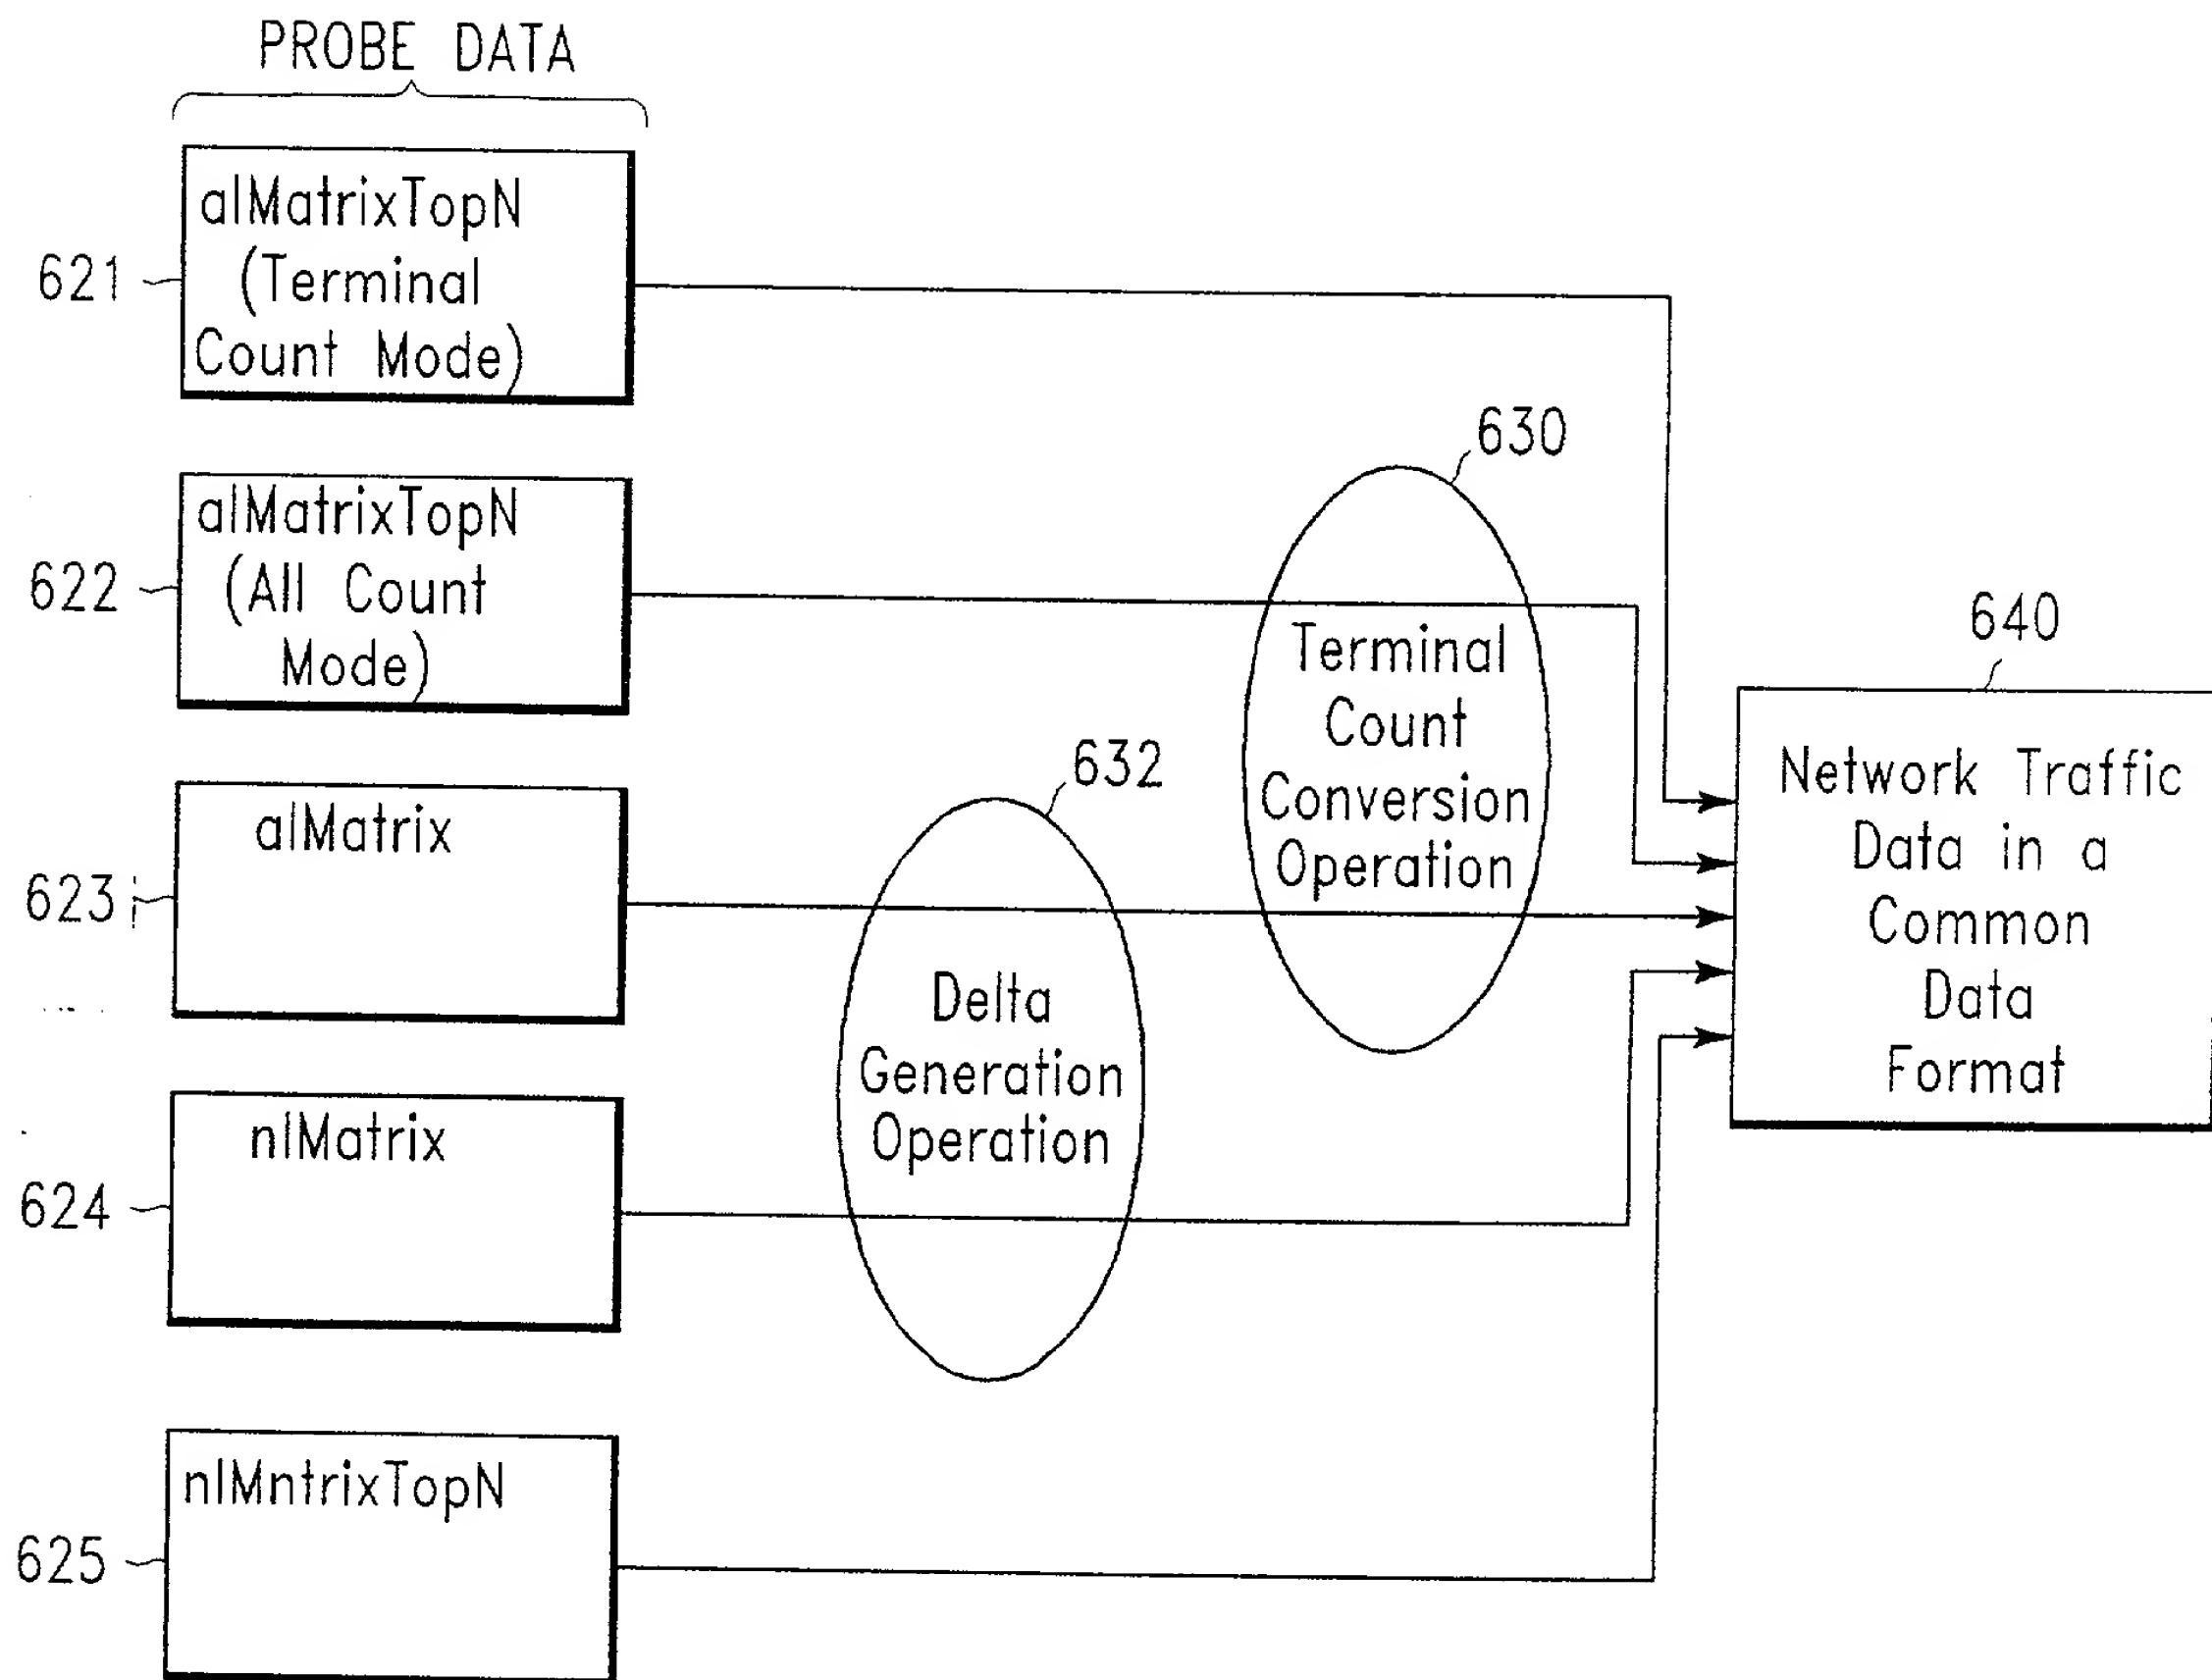 PROBE DATA
621
alMatrixTopN
(Terminal
Count Mode)
622
alMatrixTopN
(All Count
Mode)
623
alMatrix
624
nlMatrix
625
nlMntrixTopN
632
Delta
Generation
Operation
630
Terminal
Count
Conversion
Operation
640
Network Traffic
Data in a
Common
Data
Format